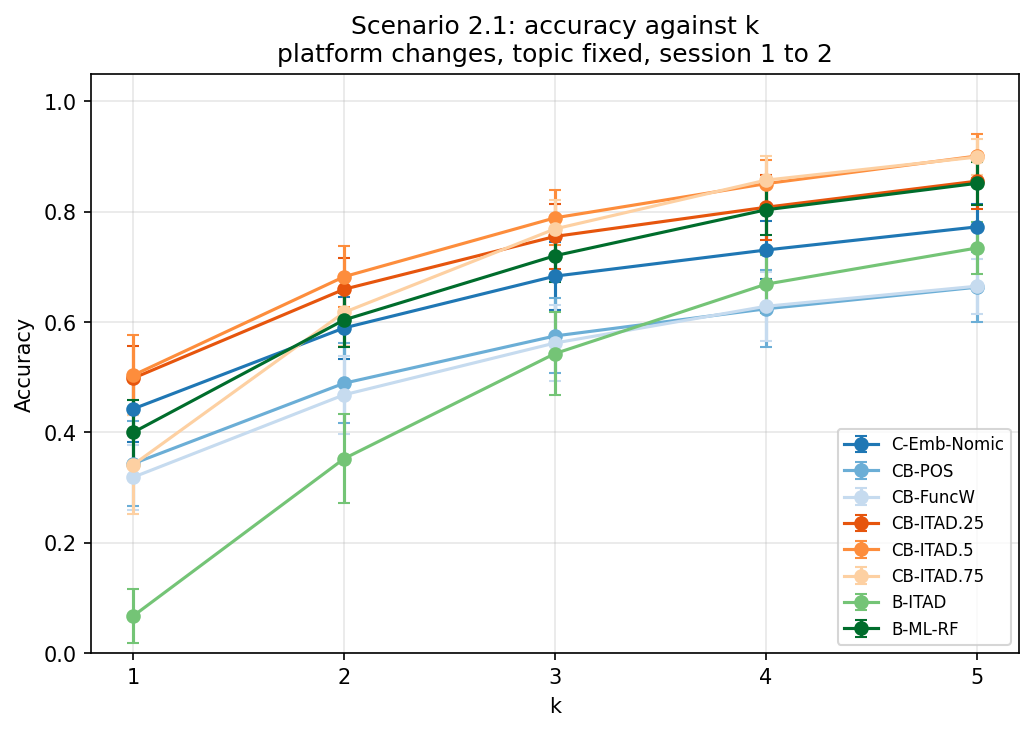 Scenario 2.1: accuracy against k
platform changes, topic fixed, session 1 to 2
Accuracy
1.0
0.8
0.6
0.4
0.2
0.0
C-Emb-Nomic
CB-POS
CB-FuncW
CB-ITAD.25
CB-ITAD.5
CB-ITAD.75
B-ITAD
B-ML-RF
1 2 3 4 5
k